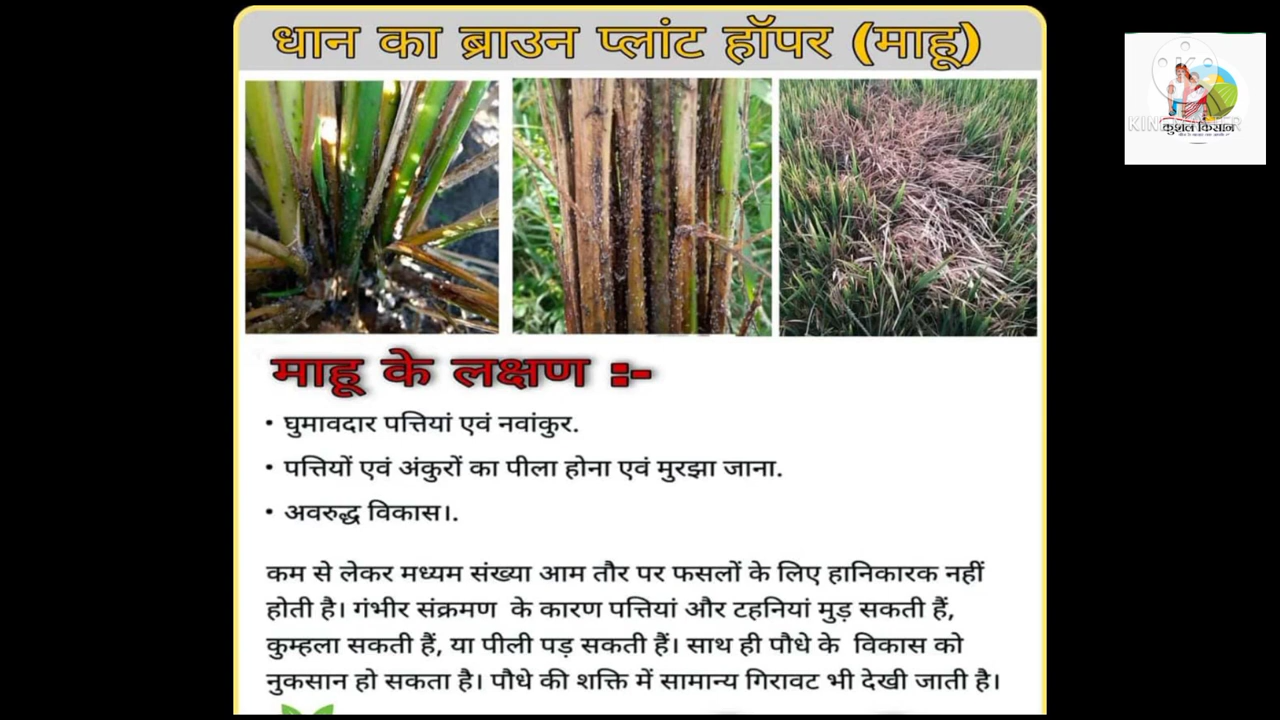 धान का ब्राउन प्लांट हॉपर (माहू)
कुशल किसान
माहू के लक्षण :-
• घुमावदार पत्तियां एवं नवांकुर.
• पत्तियों एवं अंकुरों का पीला होना एवं मुरझा जाना.
• अवरुद्ध विकास।.
कम से लेकर मध्यम संख्या आम तौर पर फसलों के लिए हानिकारक नहीं
होती है। गंभीर संक्रमण के कारण पत्तियां और टहनियां मुड़ सकती हैं,
कुम्हला सकती हैं, या पीली पड़ सकती हैं। साथ ही पौधे के विकास को
नुकसान हो सकता है। पौधे की शक्ति में सामान्य गिरावट भी देखी जाती है।